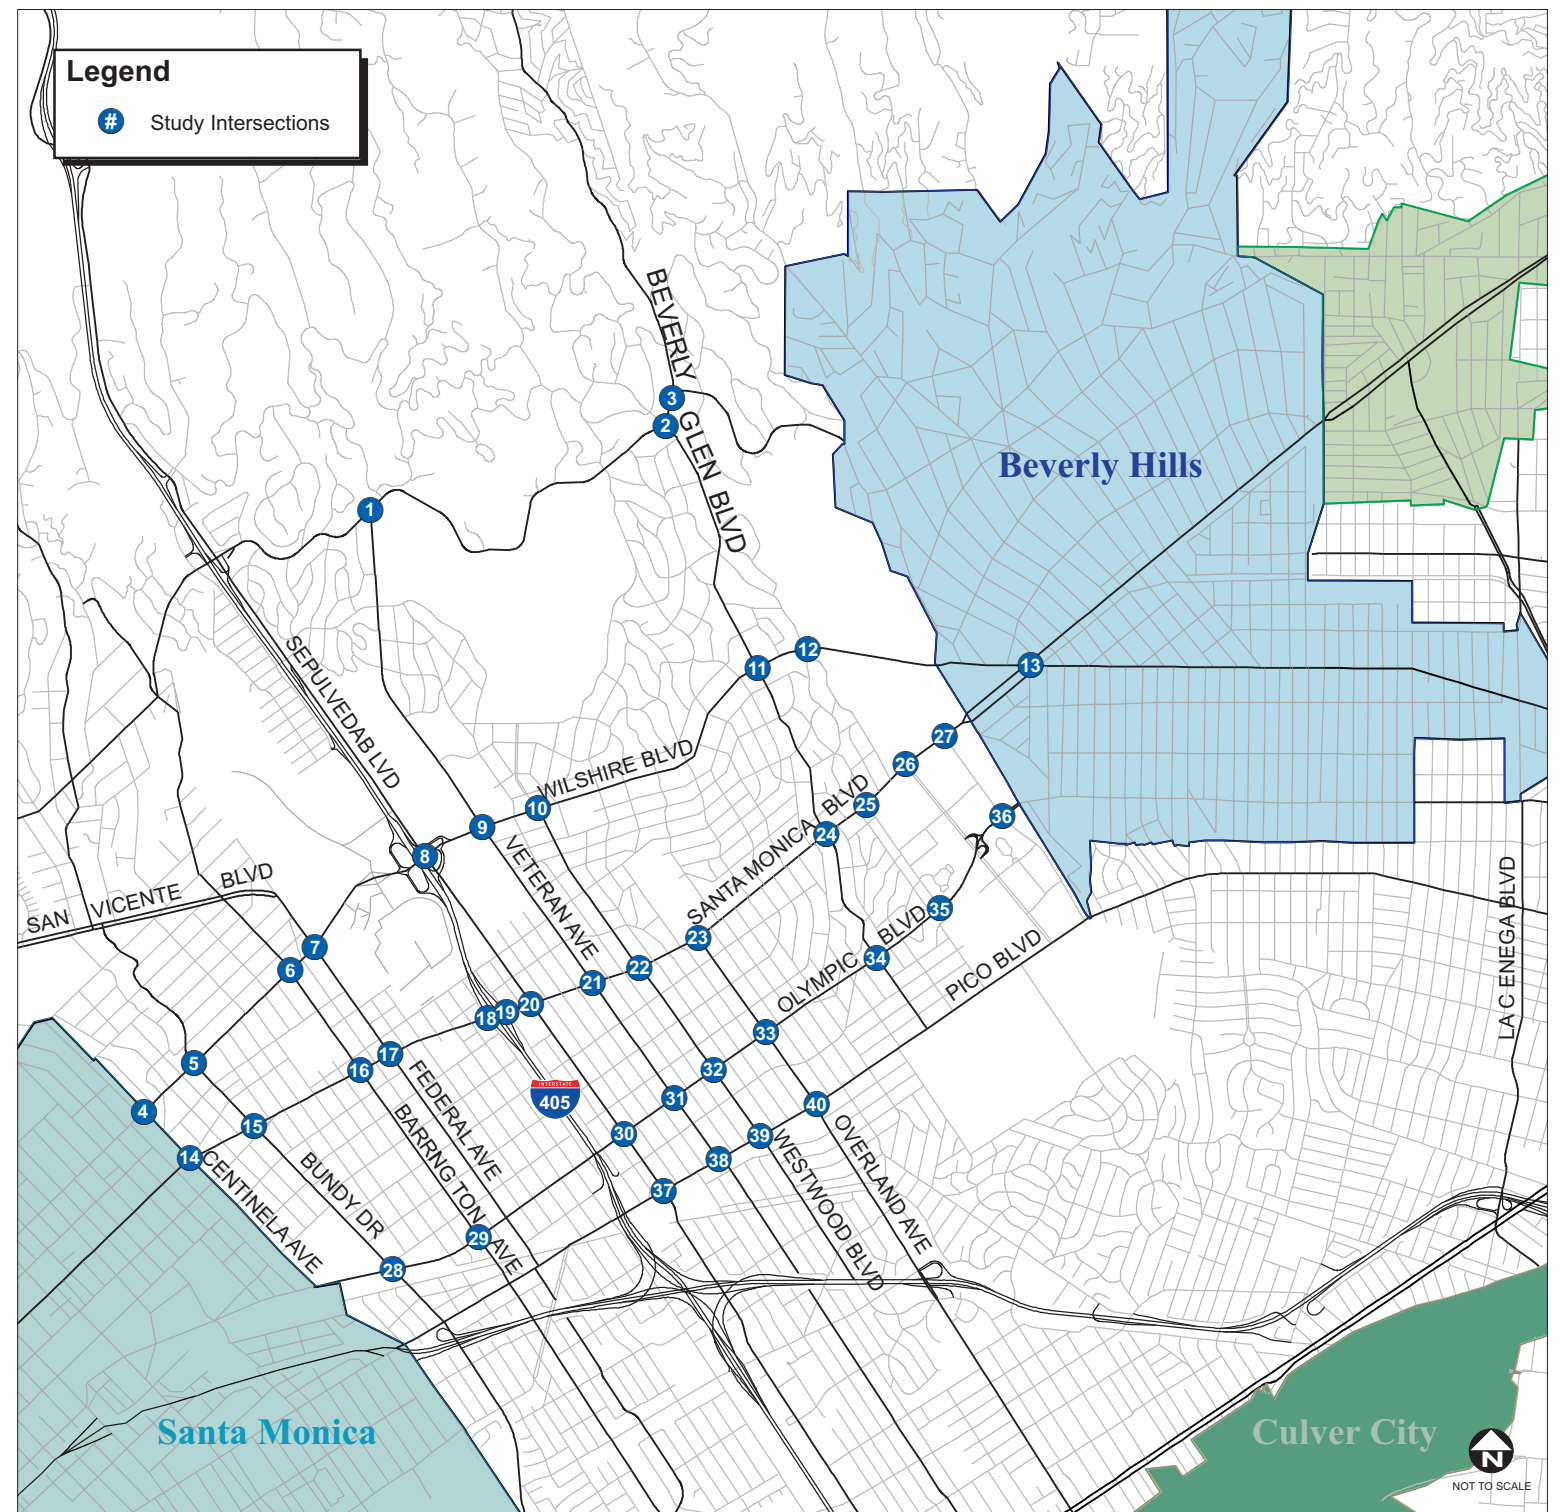 Legend
# Study Intersections
BEVERLY GLEN BLVD
3
2
Beverly Hills
1
SEPULVEDAB LVD
12
11
13
27
26
WILSHIRE BLVD
10
25
SANTA MONICA BLVD
24
36
9
8
VETERAN AVE
SAN VICENTE BLVD
LA C ENEGA BLVD
35
OLYMPIC BLVD
23
7
34
PICO BLVD
22
6
21
20
19
18
33
17
5
16
32
FEDERAL AVE
INTERSTATE
405
31
40
4
BARRNG TON AVE
15
30
39
OVERLAND AVE
WESTWOOD BLVD
14
38
CENTINELA AVE
BUNDY DR
37
29
28
Santa Monica
Culver City
N
NOT TO SCALE